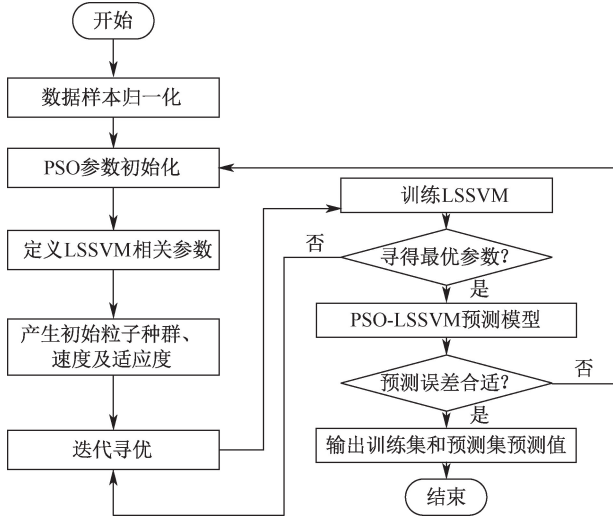 开始
数据样本归一化
PSO参数初始化
定义LSSVM相关参数
产生初始粒子种群、
速度及适应度
迭代寻优
训练LSSVM
寻得最优参数?
否
是
PSO-LSSVM预测模型
预测误差合适?
否
是
输出训练集和预测集预测值
结束